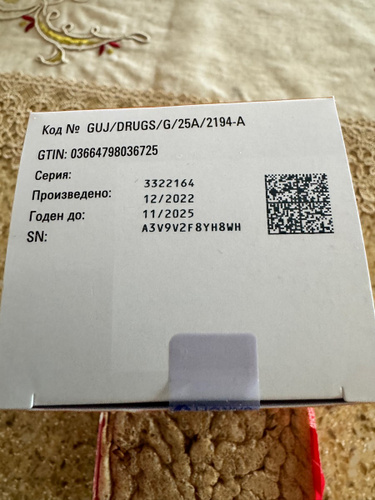 Код № GUJ/DRUGS/G/25A/2194-A
GTIN: 03664798036725
Серия: 3322164
Произведено: 12/2022
Годен до: 11/2025
SN: A3V9V2F8YH8WH